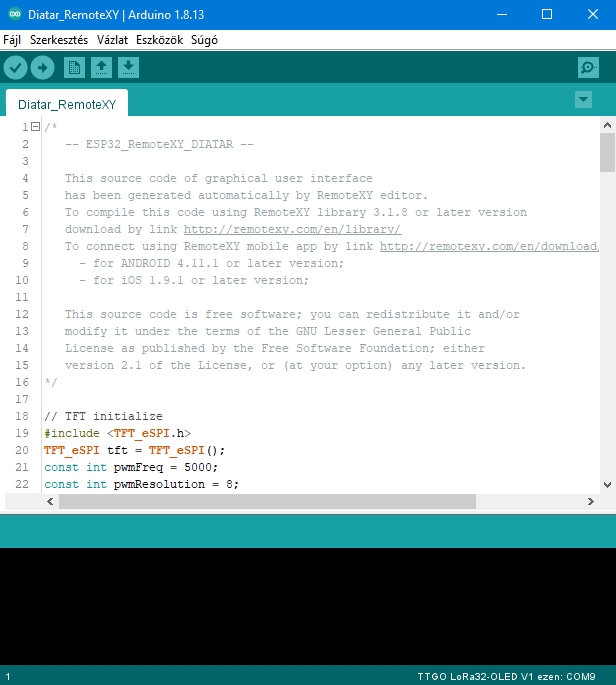 Diatar_RemoteXY | Arduino 1.8.13
Fájl Szerkesztés Vázlat Eszközök Súgó
Diatar_RemoteXY
1 /*
2 -- ESP32_RemoteXY_DIATAR --
3
4 This source code of graphical user interface
5 has been generated automatically by RemoteXY editor.
6 To compile this code using RemoteXY library 3.1.8 or later version
7 download by link http://remotexy.com/en/library/
8 To connect using RemoteXY mobile app by link http://remotexy.com/en/download/
9 - for ANDROID 4.11.1 or later version;
10 - for iOS 1.9.1 or later version;
11
12 This source code is free software; you can redistribute it and/or
13 modify it under the terms of the GNU Lesser General Public
14 License as published by the Free Software Foundation; either
15 version 2.1 of the License, or (at your option) any later version.
16 */
17
18 // TFT initialize
19 #include <TFT_eSPI.h>
20 TFT_eSPI tft = TFT_eSPI();
21 const int pwmFreq = 5000;
22 const int pwmResolution = 8;
1 TTGO LoRa32-OLED V1 ezen: COM9